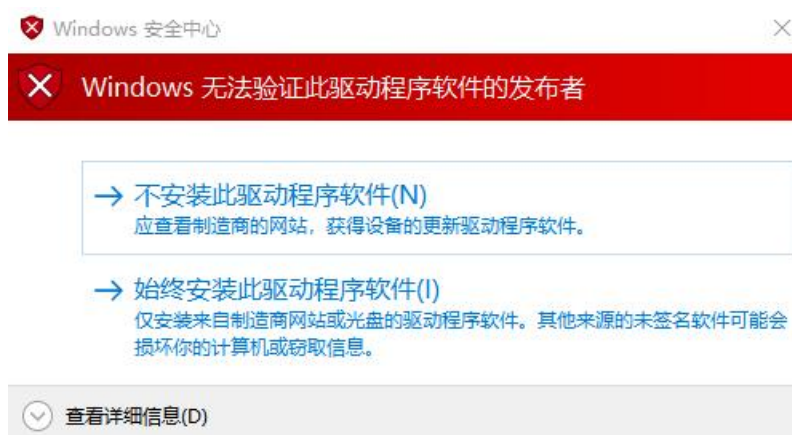 Windows 安全中心
Windows 无法验证此驱动程序软件的发布者
不安装此驱动程序软件(N)
应查看制造商的网站，获得设备的更新驱动程序软件。
始终安装此驱动程序软件(I)
仅安装来自制造商网站或光盘的驱动程序软件。其他来源的未签名软件可能会
损坏你的计算机或窃取信息。
查看详细信息(D)